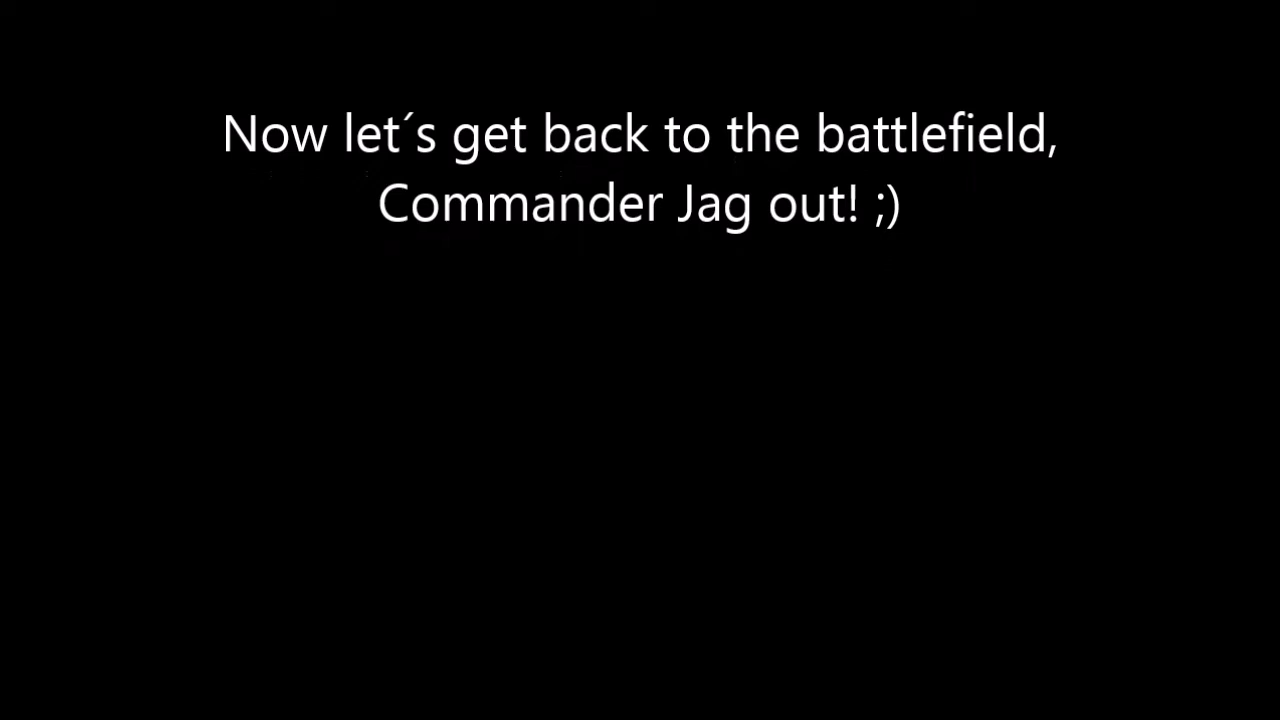 Now let´s get back to the battlefield,
Commander Jag out! ;)